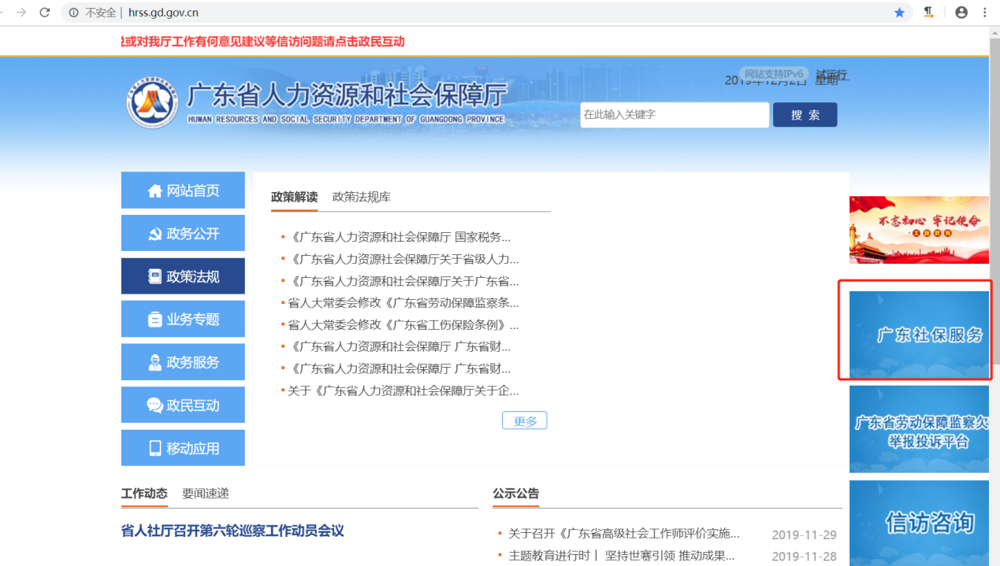 不安全 | hrss.gd.gov.cn
或对我厅工作有何意见建议等信访问题请点击政民互动
广东省人力资源和社会保障厅
HUMAN RESOURCES AND SOCIAL SECURITY DEPARTMENT OF GUANGDONG PROVINCE
网站支持IPv6 试运行
2019年12月2日 星期一
在此输入关键字
搜 索
网站首页
政务公开
政策法规
业务专题
政务服务
政民互动
移动应用
政策解读 政策法规库
《广东省人力资源和社会保障厅 国家税务...
《广东省人力资源社会保障厅关于省级人力...
《广东省人力资源和社会保障厅关于广东省...
省人大常委会修改《广东省劳动保障监察条...
省人大常委会修改《广东省工伤保险条例》...
《广东省人力资源和社会保障厅 广东省财...
《广东省人力资源和社会保障厅 广东省财...
关于《广东省人力资源和社会保障厅关于企...
更多
不忘初心 牢记使命
主题教育
广东社保服务
广东省劳动保障监察欠
举报投诉平台
信访咨询
工作动态 要闻速递
省人社厅召开第六轮巡察工作动员会议
公示公告
关于召开《广东省高级社会工作师评价实施... 2019-11-29
主题教育进行时丨 坚持世赛引领 推动成果... 2019-11-28